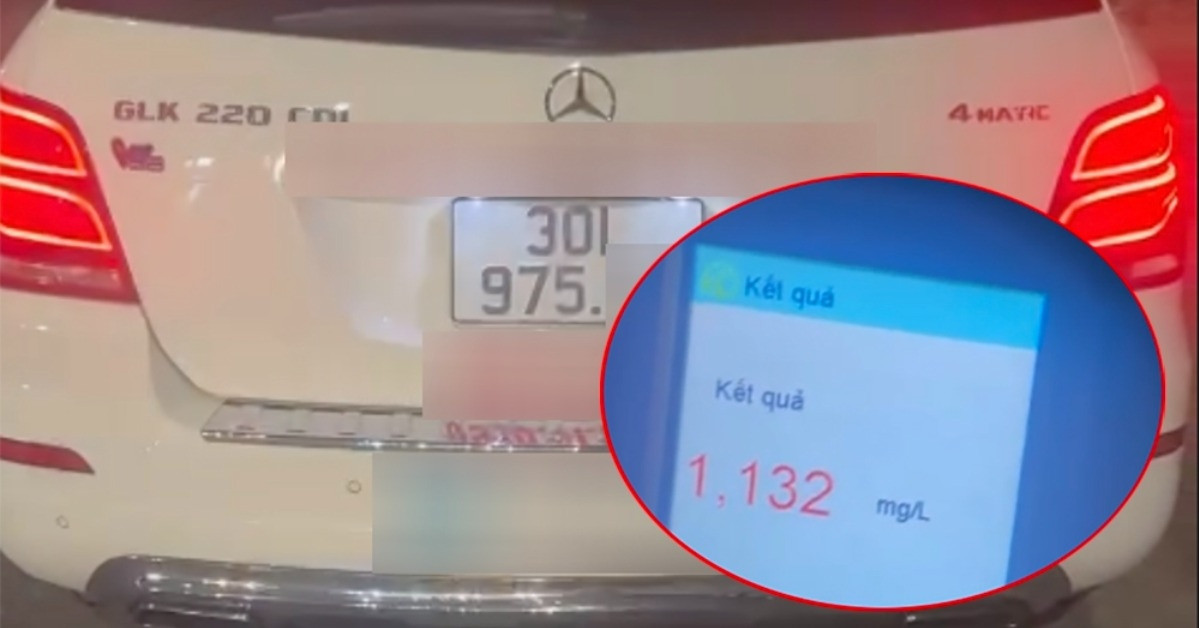 GLK 220 CDI
4MATIC
30
975.
Kết quả
Kết quả
1,132 mg/L